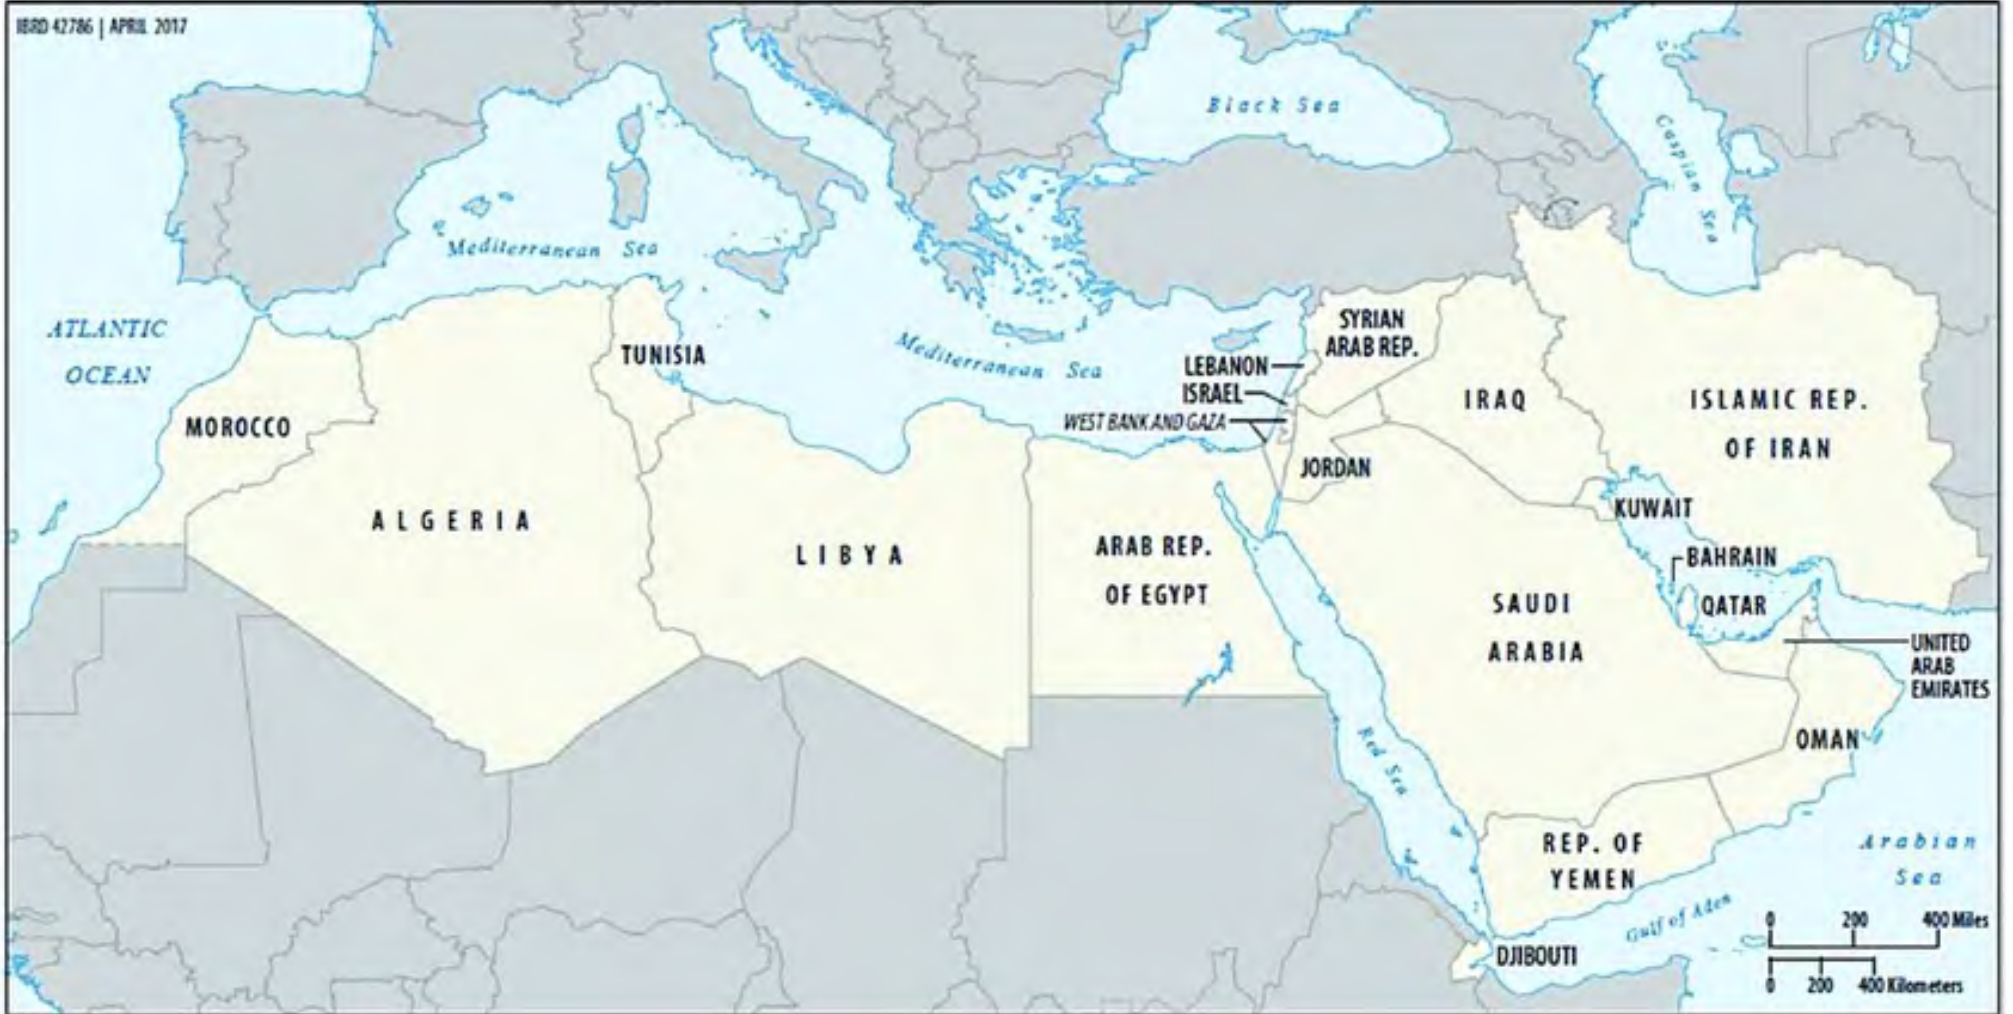 IBRD 42786 | APRIL 2017
Black Sea
Caspian Sea
Mediterranean Sea
ATLANTIC
OCEAN
SYRIAN
ARAB REP.
TUNISIA
Mediterranean Sea
LEBANON
ISRAEL
WEST BANK AND GAZA
MOROCCO
IRAQ
ISLAMIC REP.
OF IRAN
JORDAN
ALGERIA
LIBYA
KUWAIT
ARAB REP.
OF EGYPT
BAHRAIN
QATAR
SAUDI
ARABIA
UNITED
ARAB
EMIRATES
OMAN
Red Sea
REP. OF
YEMEN
Arabian
Sea
Gulf of Aden
DJIBOUTI
0 200 400 Miles
0 200 400 Kilometers